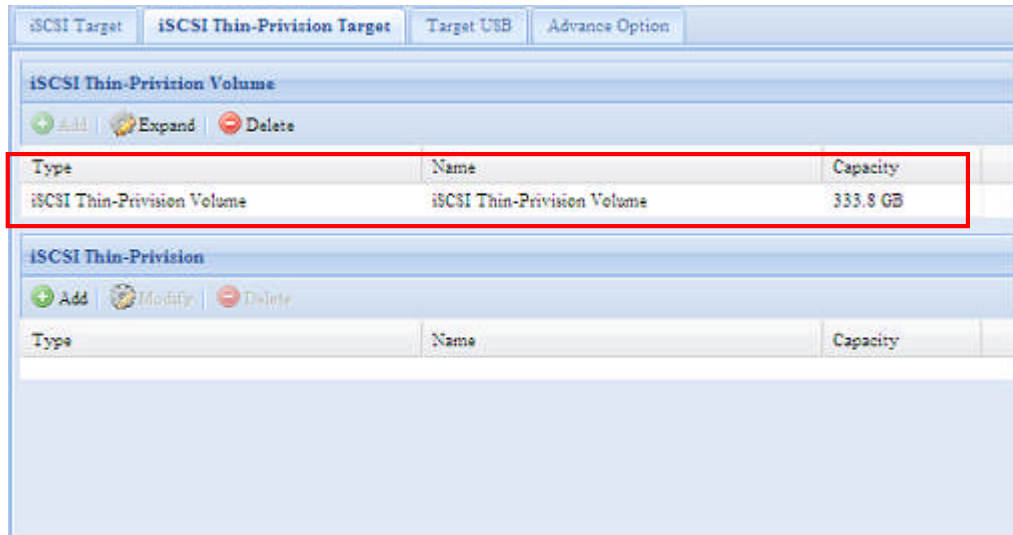 iSCSI Target iSCSI Thin-Privision Target Target USB Advance Option
iSCSI Thin-Privision Volume
Add Expand Delete
Type Name Capacity
iSCSI Thin-Privision Volume iSCSI Thin-Privision Volume 333.8 GB
iSCSI Thin-Privision
Add Modify Delete
Type Name Capacity